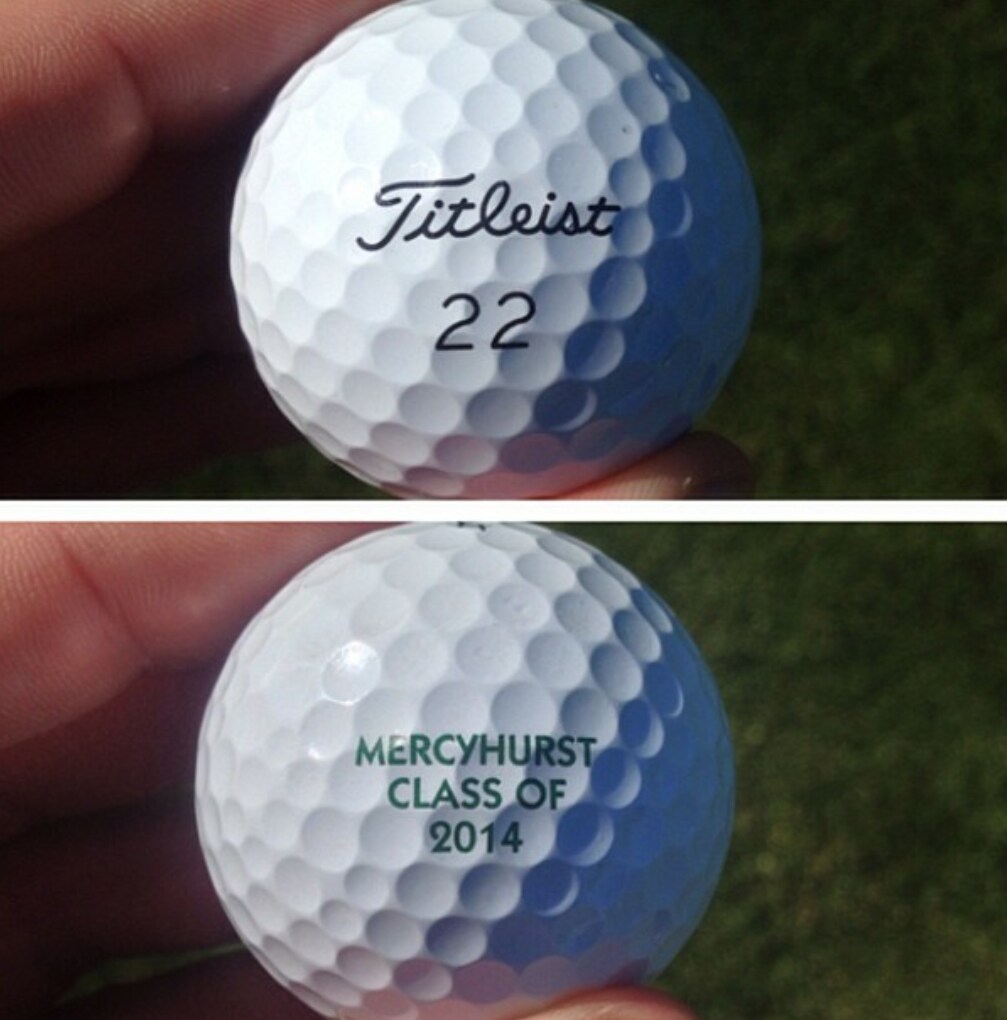 Titleist
22
MERCYHURST
CLASS OF
2014